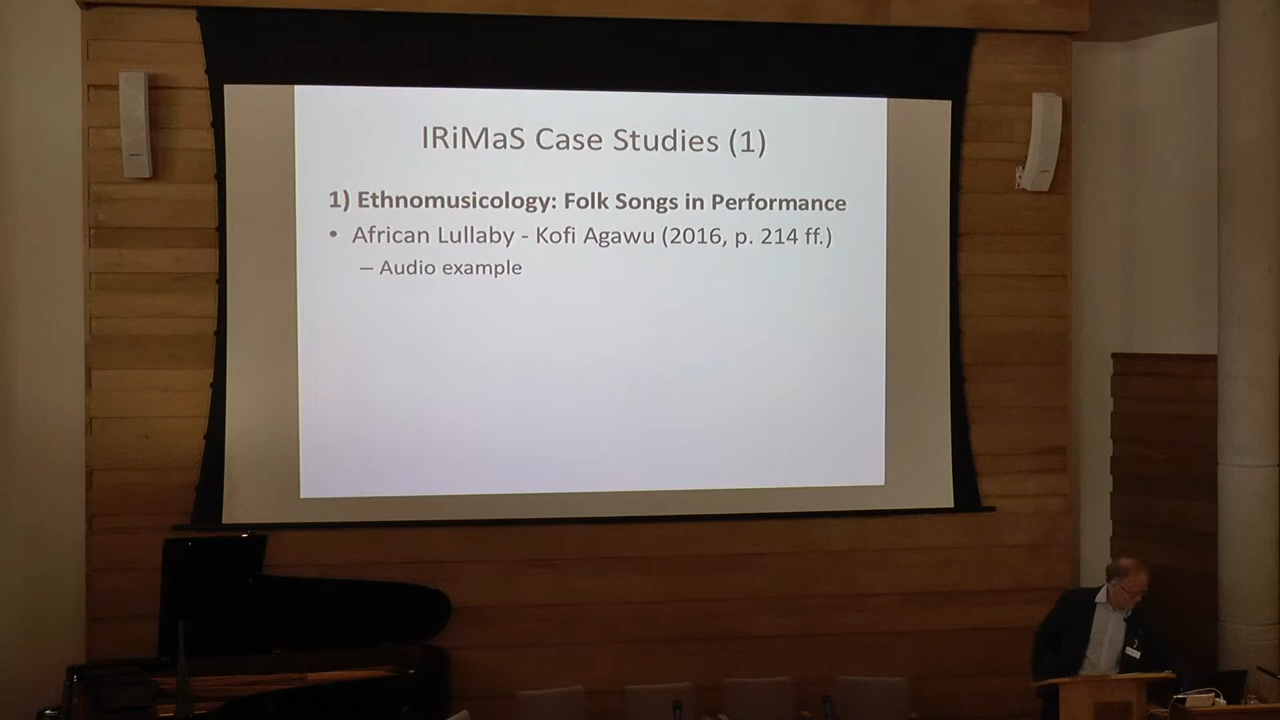 IRiMaS Case Studies (1)
1) Ethnomusicology: Folk Songs in Performance
• African Lullaby - Kofi Agawu (2016, p. 214 ff.)
– Audio example